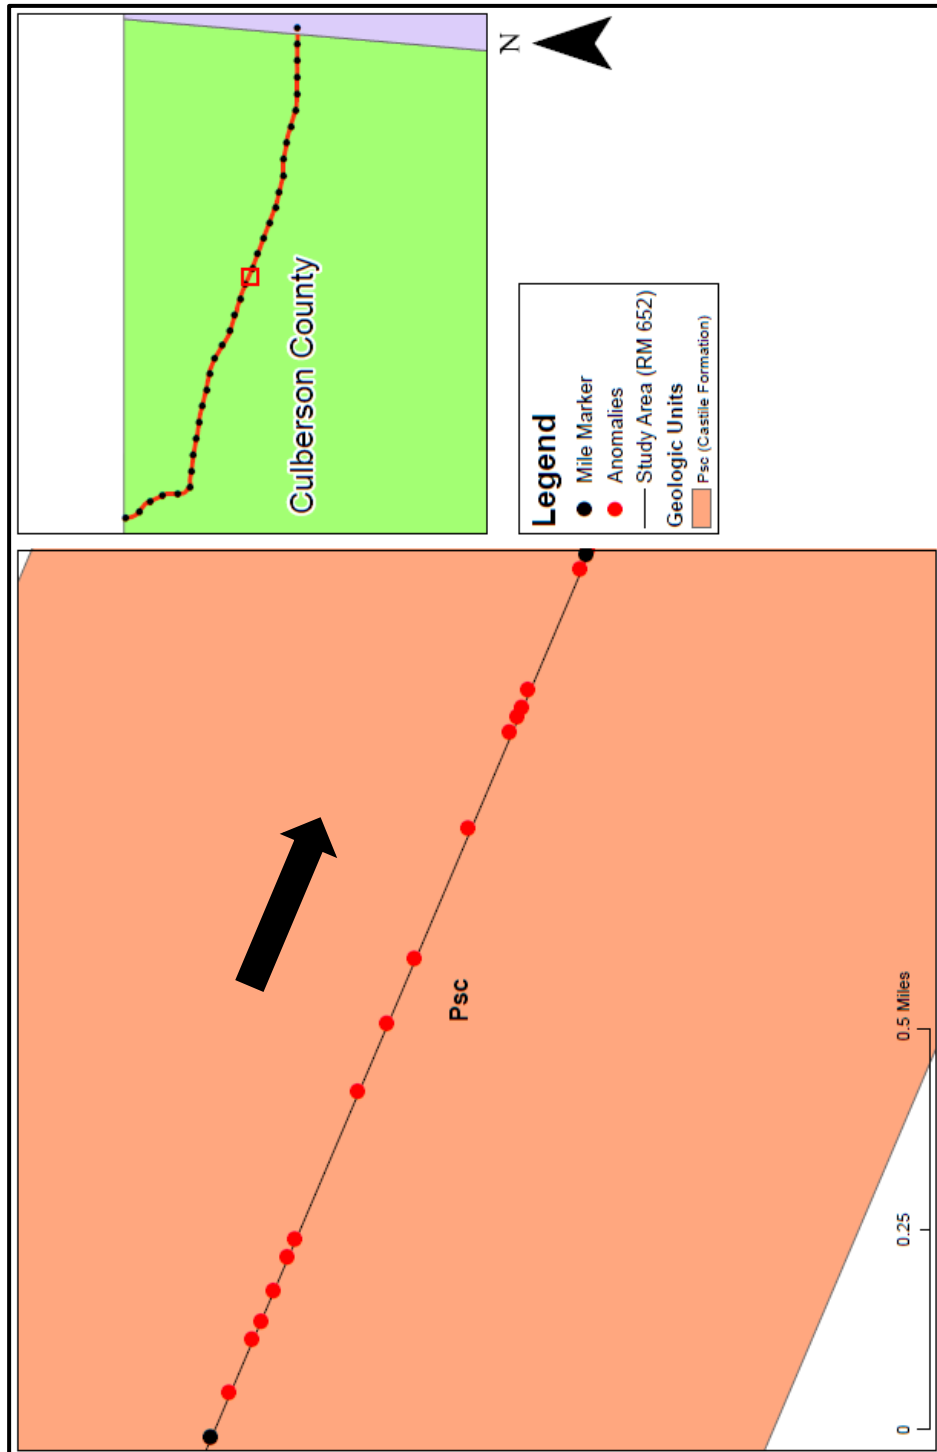 Culberson County
N
Legend
Mile Marker
Anomalies
Study Area (RM 652)
Geologic Units
Psc (Castile Formation)
Psc
0 0.25 0.5 Miles